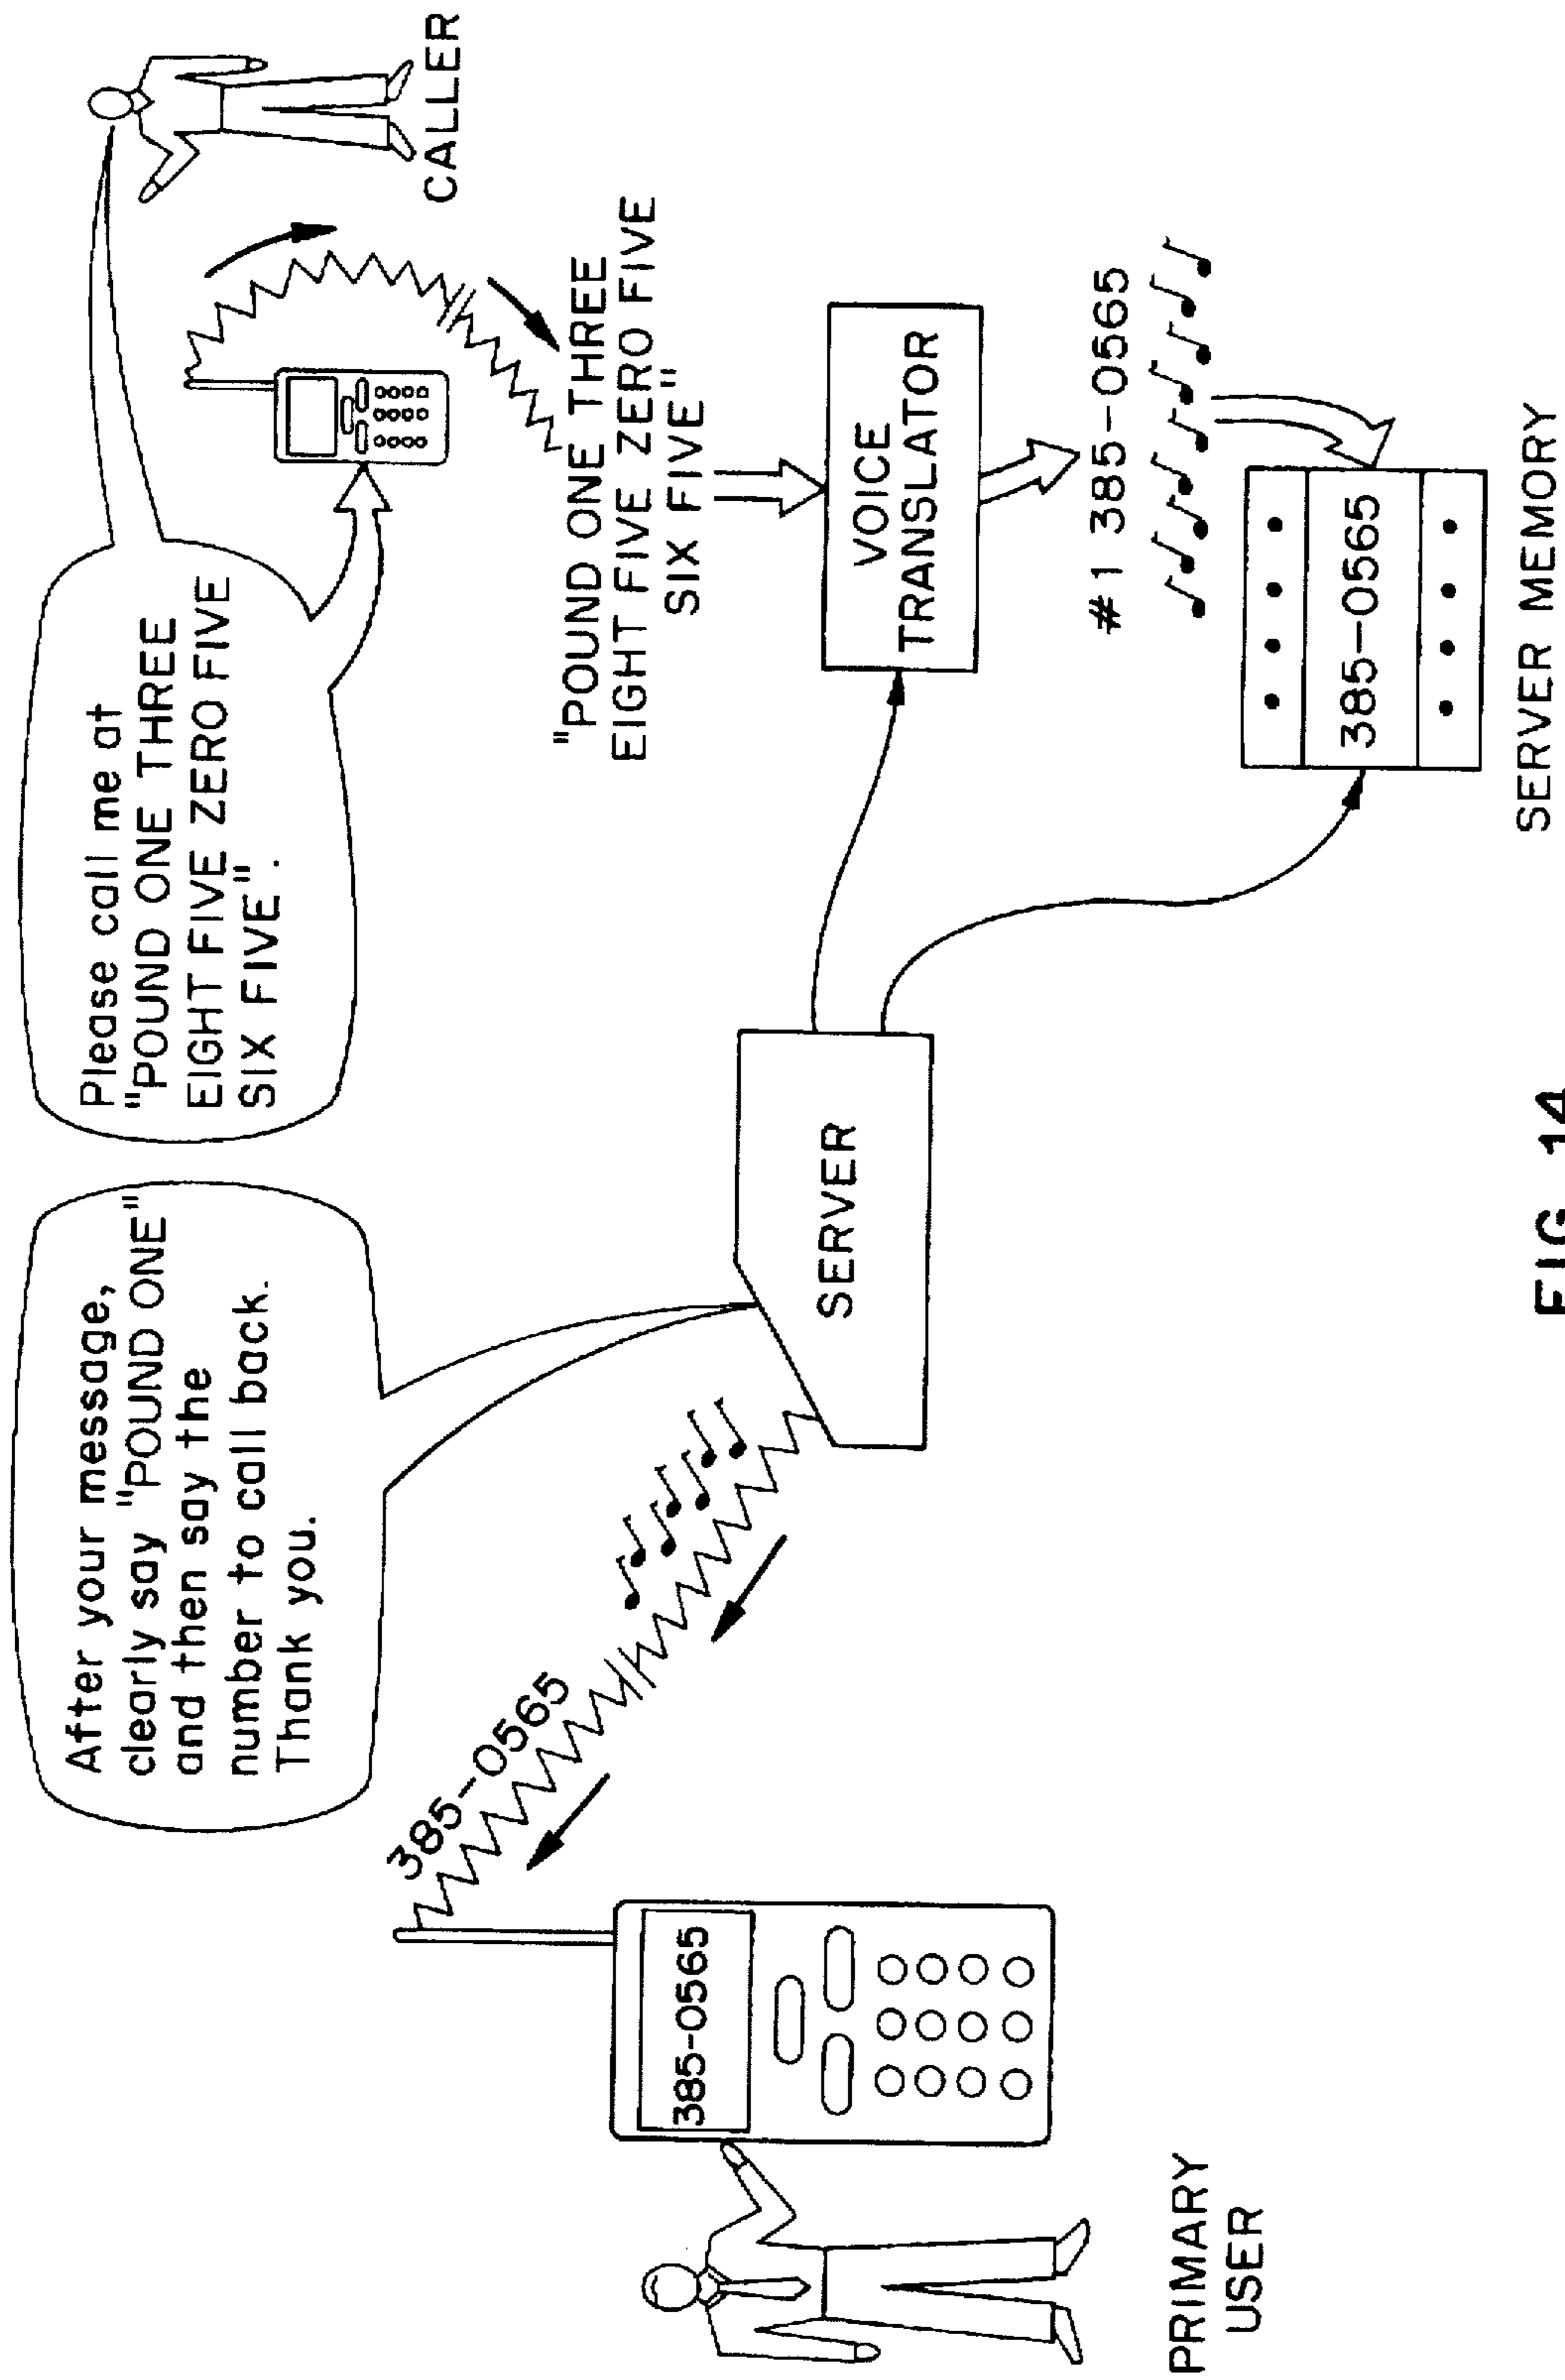 After your message,
clearly say "POUND ONE"
and then say the
number to call back.
Thank you.
Please call me at
"POUND ONE THREE
EIGHT FIVE ZERO FIVE
SIX FIVE".
CALLER
"POUND ONE THREE
EIGHT FIVE ZERO FIVE
SIX FIVE"
385-0565
385-0565
SERVER
VOICE
TRANSLATOR
#1 385-0565
385-0565
PRIMARY
USER
SERVER MEMORY
FIG. 14